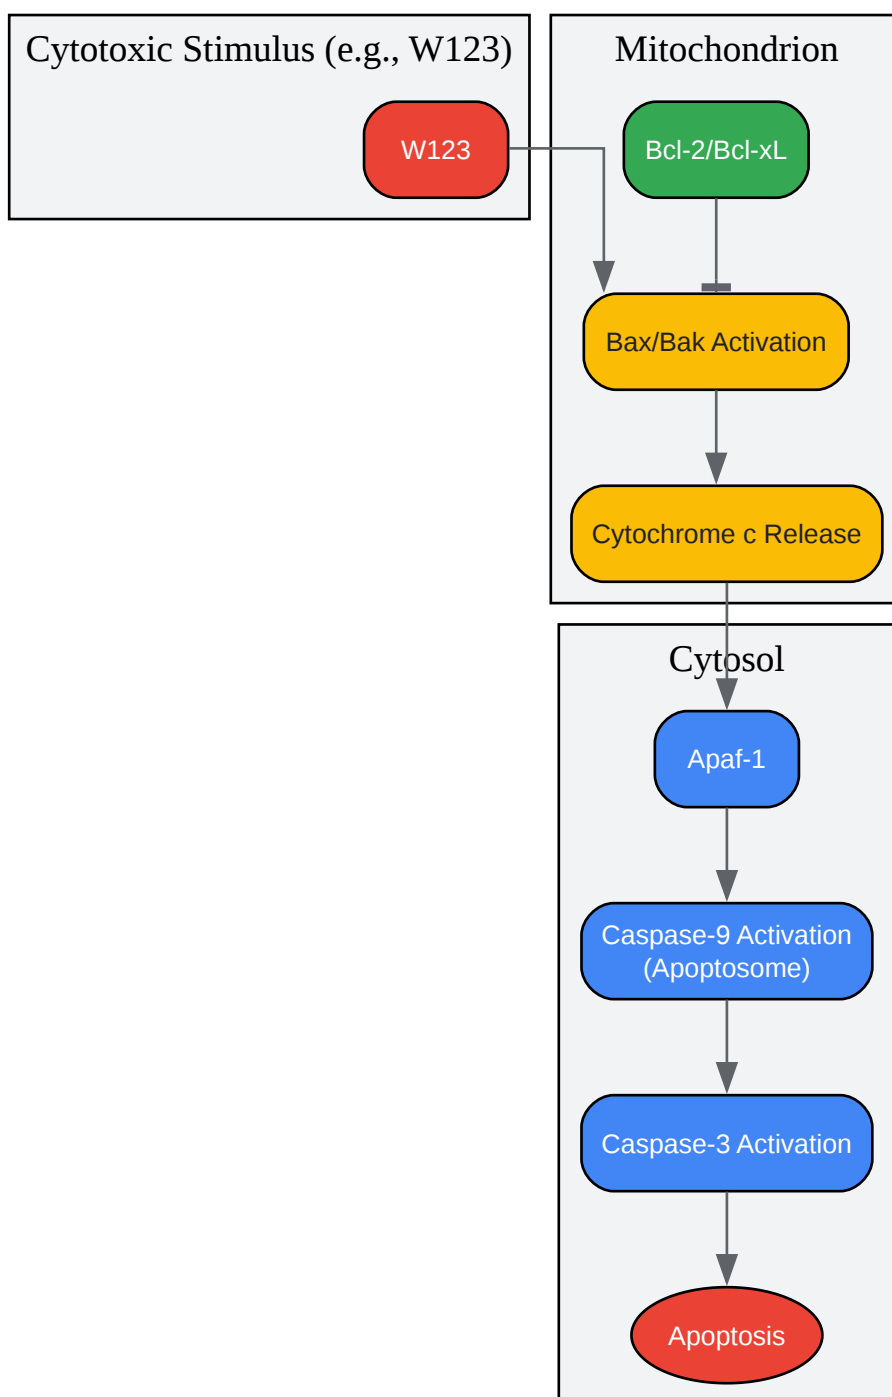 Cytotoxic Stimulus (e.g., W123)
W123
Mitochondrion
Bcl-2/Bcl-xL
Bax/Bak Activation
Cytochrome c Release
Cytosol
Apaf-1
Caspase-9 Activation
(Apoptosome)
Caspase-3 Activation
Apoptosis